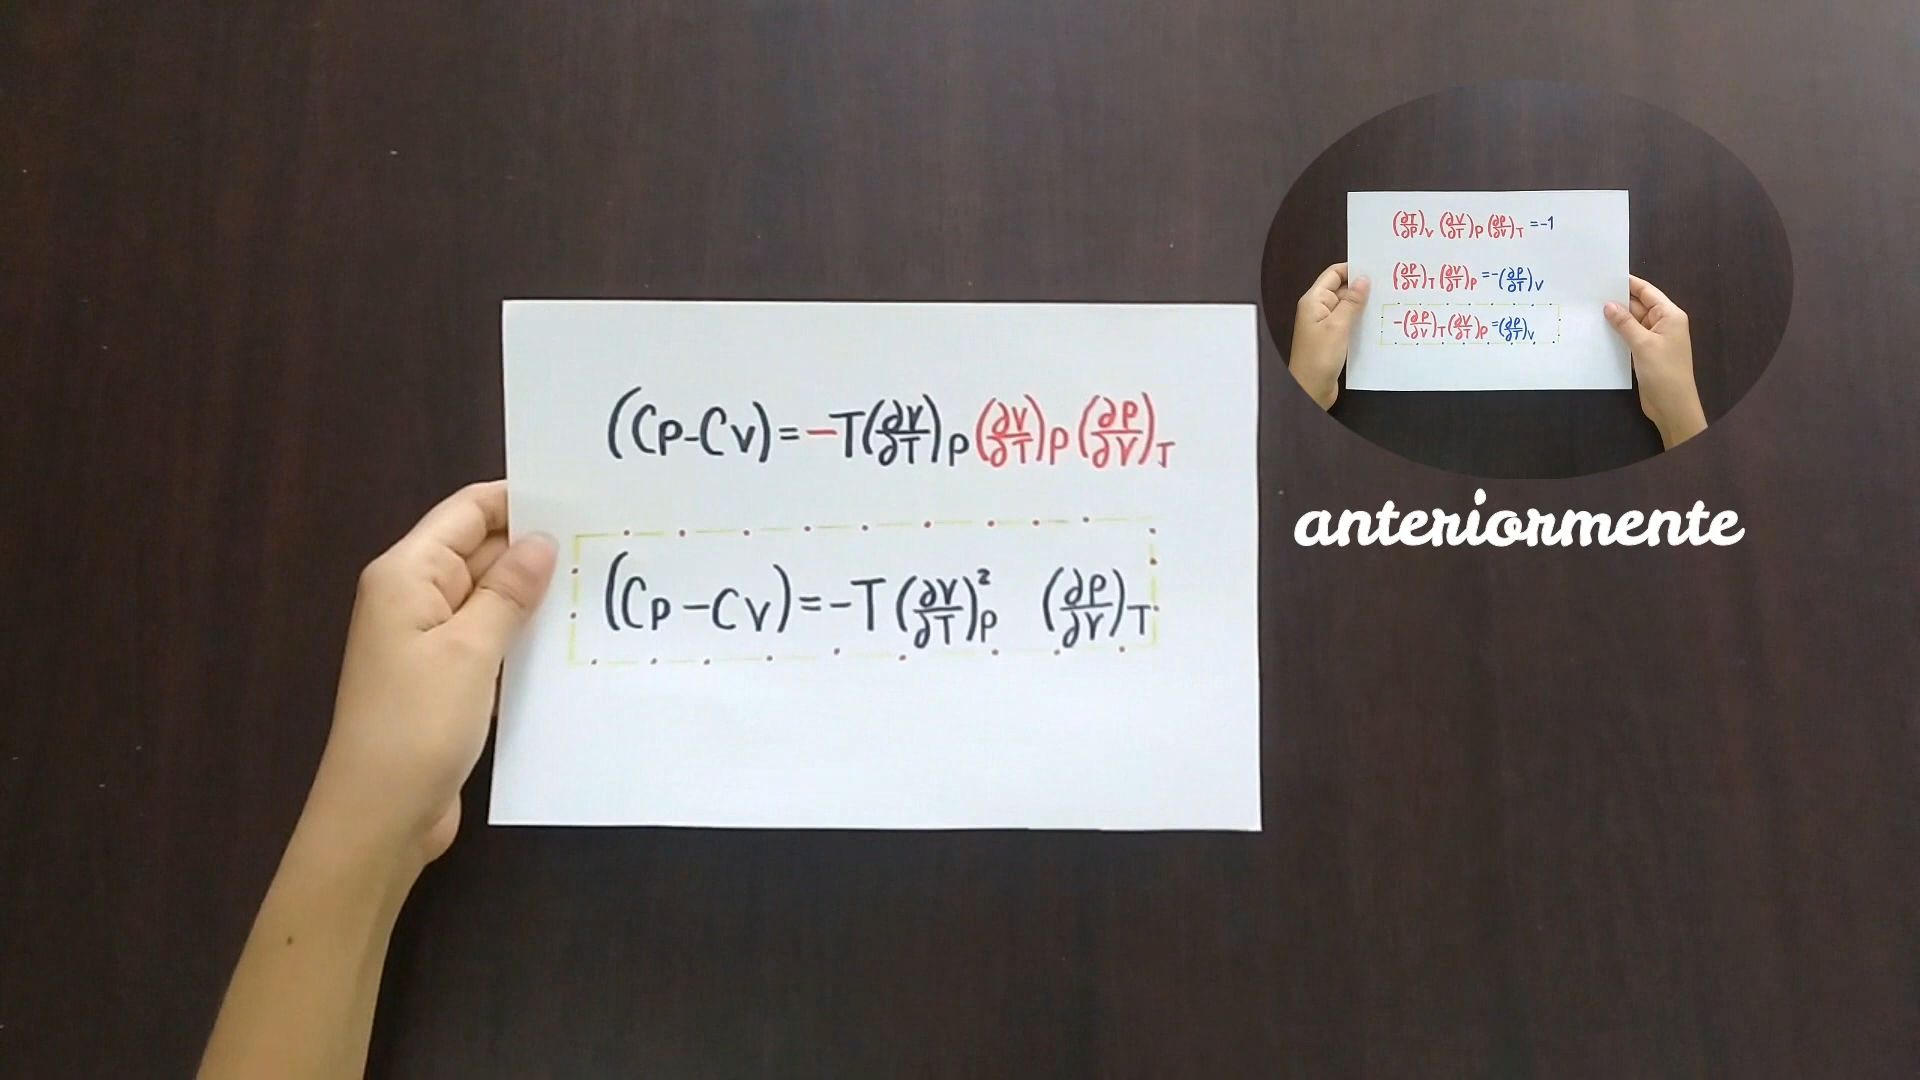 (Cp-Cv)=-T(∂V/∂T)P(∂V/∂T)P(∂P/∂V)T
(Cp-Cv)=-T(∂V/∂T)²P (∂P/∂V)T
(∂T/∂P)V(∂V/∂T)P(∂P/∂V)T=-1
(∂P/∂V)T(∂V/∂T)P=-(∂P/∂T)V
-(∂P/∂V)T(∂V/∂T)P=(∂P/∂T)V
anteriormente